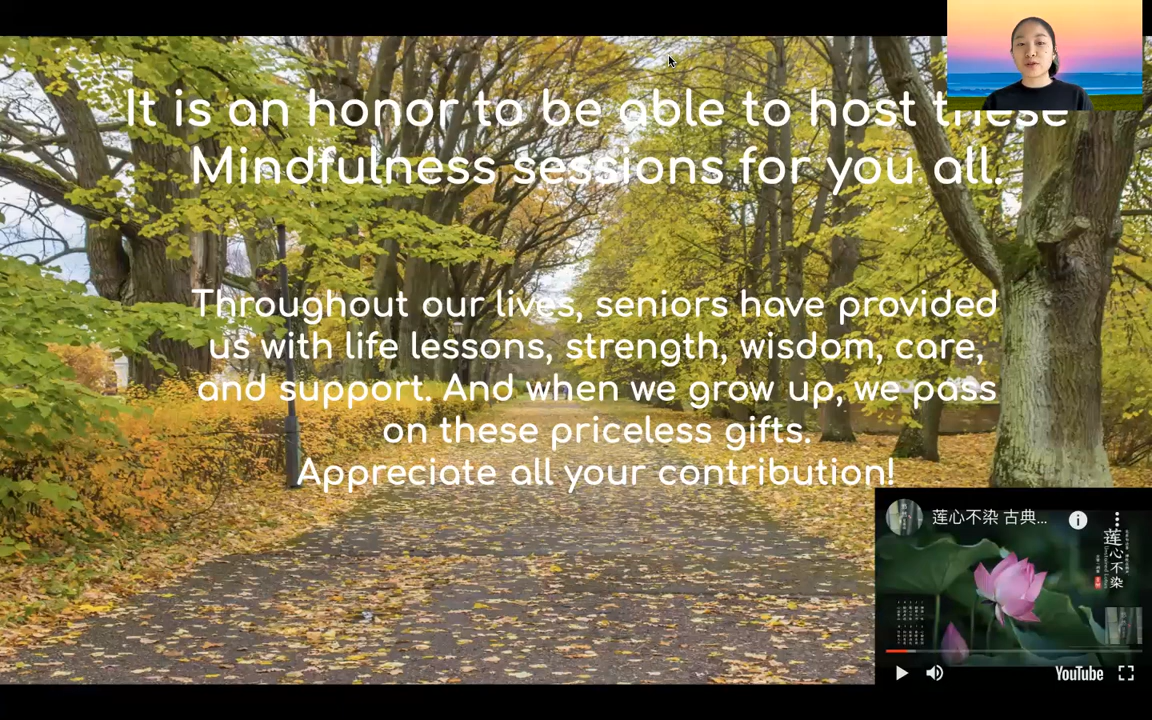 It is an honor to be able to host these
Mindfulness sessions for you all.
Throughout our lives, seniors have provided
us with life lessons, strength, wisdom, care,
and support. And when we grow up, we pass
on these priceless gifts.
Appreciate all your contribution!
莲心不染 古典...
莲心不染
YouTube